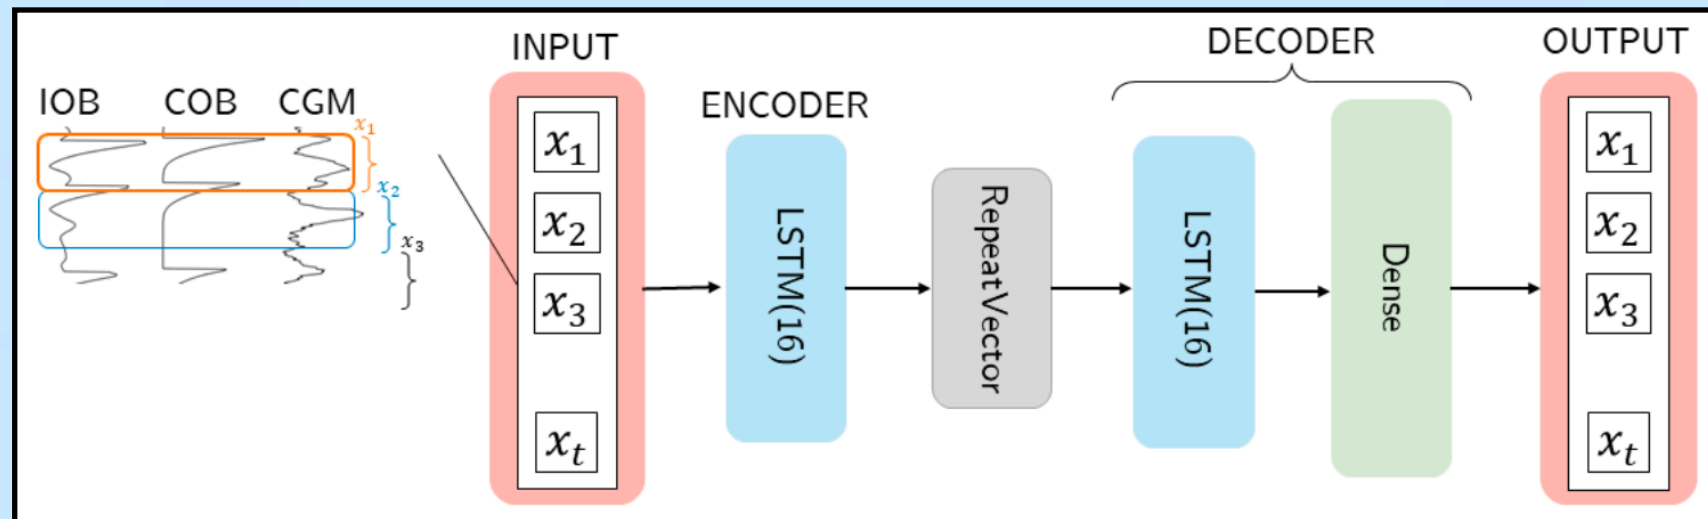 IOB COB CGM
x₁
x₂
x₃
INPUT
x₁
x₂
x₃
xₜ
ENCODER
LSTM(16)
RepeatVector
DECODER
LSTM(16)
Dense
OUTPUT
x₁
x₂
x₃
xₜ